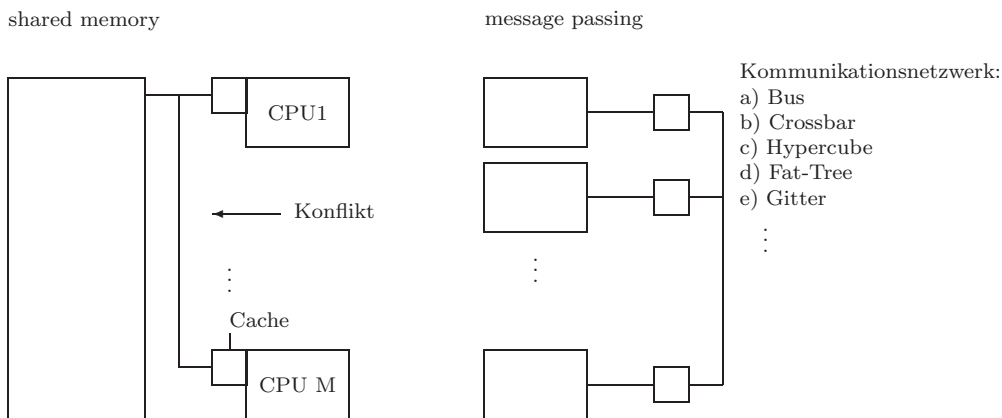 shared memory
CPU1
Konflikt
⋮
Cache
CPU M
message passing
⋮
Kommunikationsnetzwerk:
a) Bus
b) Crossbar
c) Hypercube
d) Fat-Tree
e) Gitter
⋮